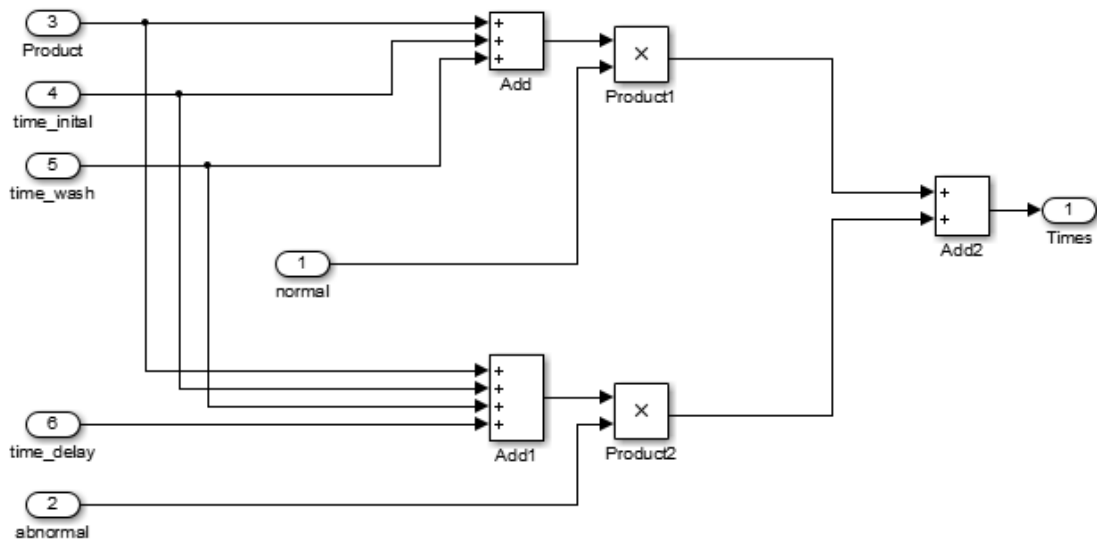 3
Product
+
+
+
Add
×
Product1
4
time_inital
5
time_wash
+
+
Add2
1
Times
1
normal
+
+
+
+
Add1
×
Product2
6
time_delay
2
abnormal